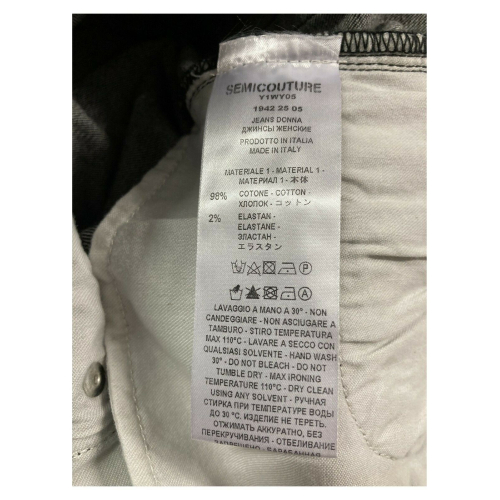 SEMICOUTURE
Y1WY05
1942 25 05
JEANS DONNA
ДЖИНСЫ ЖЕНСКИЕ
PRODOTTO IN ITALIA
MADE IN ITALY
MATERIALE 1 - MATERIAL 1 -
МАТЕРИАЛ 1 - 本体
98% COTONE - COTTON -
ХЛОПОК - コットン
2% ELASTAN -
ELASTANE -
ЭЛАСТАН -
エラスタン
P
A
LAVAGGIO A MANO A 30° - NON
CANDEGGIARE - NON ASCIUGARE A
TAMBURO - STIRO TEMPERATURA
MAX 110°C - LAVARE A SECCO CON
QUALSIASI SOLVENTE - HAND WASH
30° - DO NOT BLEACH - DO NOT
TUMBLE DRY - MAX IRONING
TEMPERATURE 110°C - DRY CLEAN
USING ANY SOLVENT - РУЧНАЯ
СТИРКА ПРИ ТЕМПЕРАТУРЕ ВОДЫ
ДО 30 °C. ИЗДЕЛИЕ НЕ ТЕРЕТЬ.
ОТЖИМАТЬ АККУРАТНО, БЕЗ
ПЕРЕКРУЧИВАНИЯ - ОТБЕЛИВАНИЕ
ЗАПРЕЩЕНО - БАРАБАННАЯ